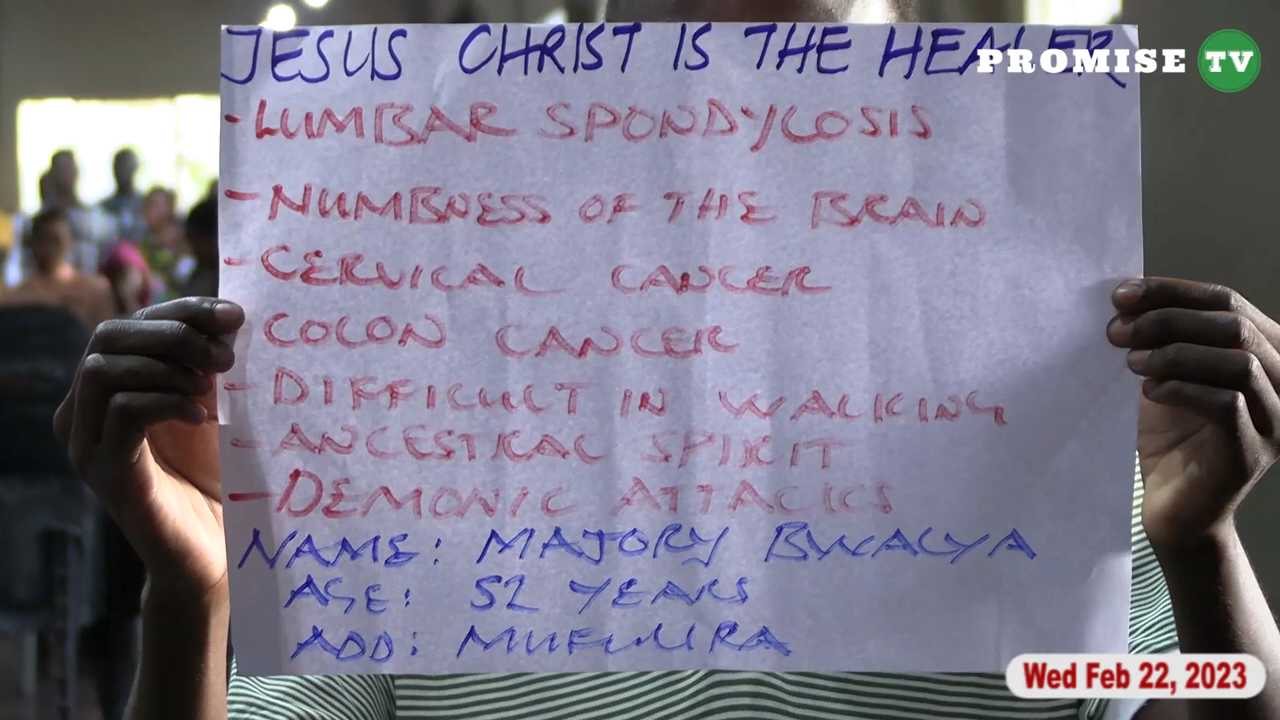 JESUS CHRIST IS THE HEALER
PROMISE TV
- LUMBAR SPONDYLOSIS
- NUMBNESS OF THE BRAIN
- CERVICAL CANCER
- COLON CANCER
- DIFFICULT IN WALKING
- ANCESTRAL SPIRIT
- DEMONIC ATTACKS
NAME: MAJORY BWALYA
AGE: 52 YEARS
ADD: MUFULIRA
Wed Feb 22, 2023